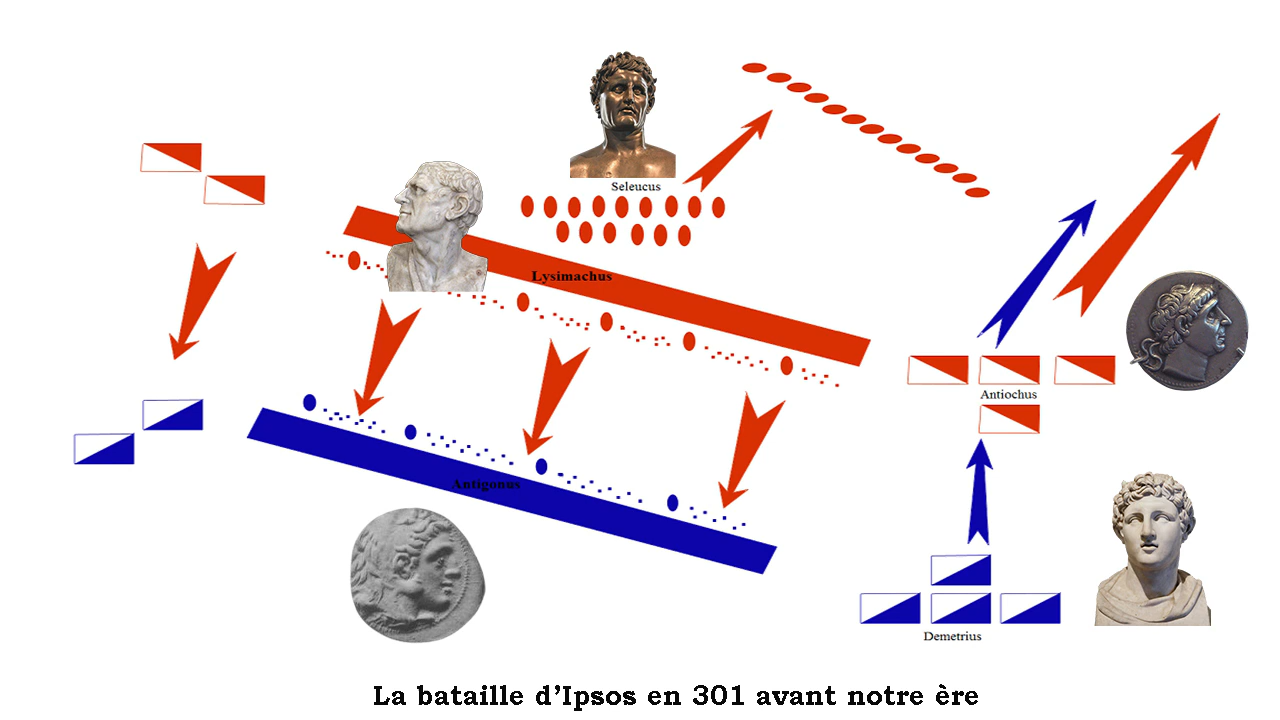 Seleucus
Lysimachus
Antiochus
Antigonus
Demetrius
La bataille d'Ipsos en 301 avant notre ère